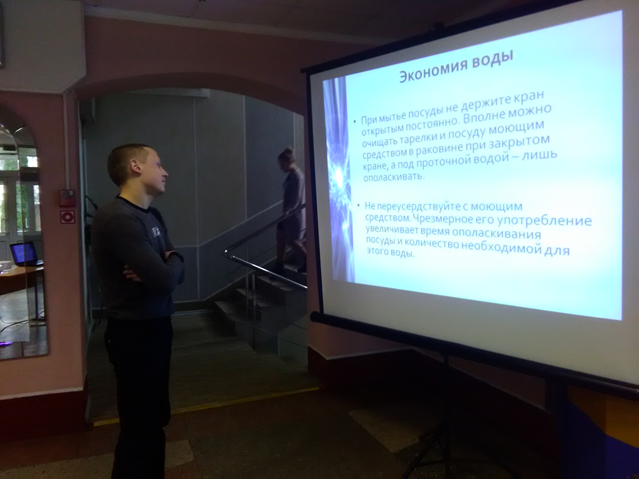 Экономия воды
• При мытье посуды не держите кран
открытым постоянно. Вполне можно
очищать тарелки и посуду моющим
средством в раковине при закрытом
кране, а под проточной водой – лишь
ополаскивать.
• Не переусердствуйте с моющим
средством. Чрезмерное его употребление
увеличивает время ополаскивания
посуды и количество необходимой для
этого воды.